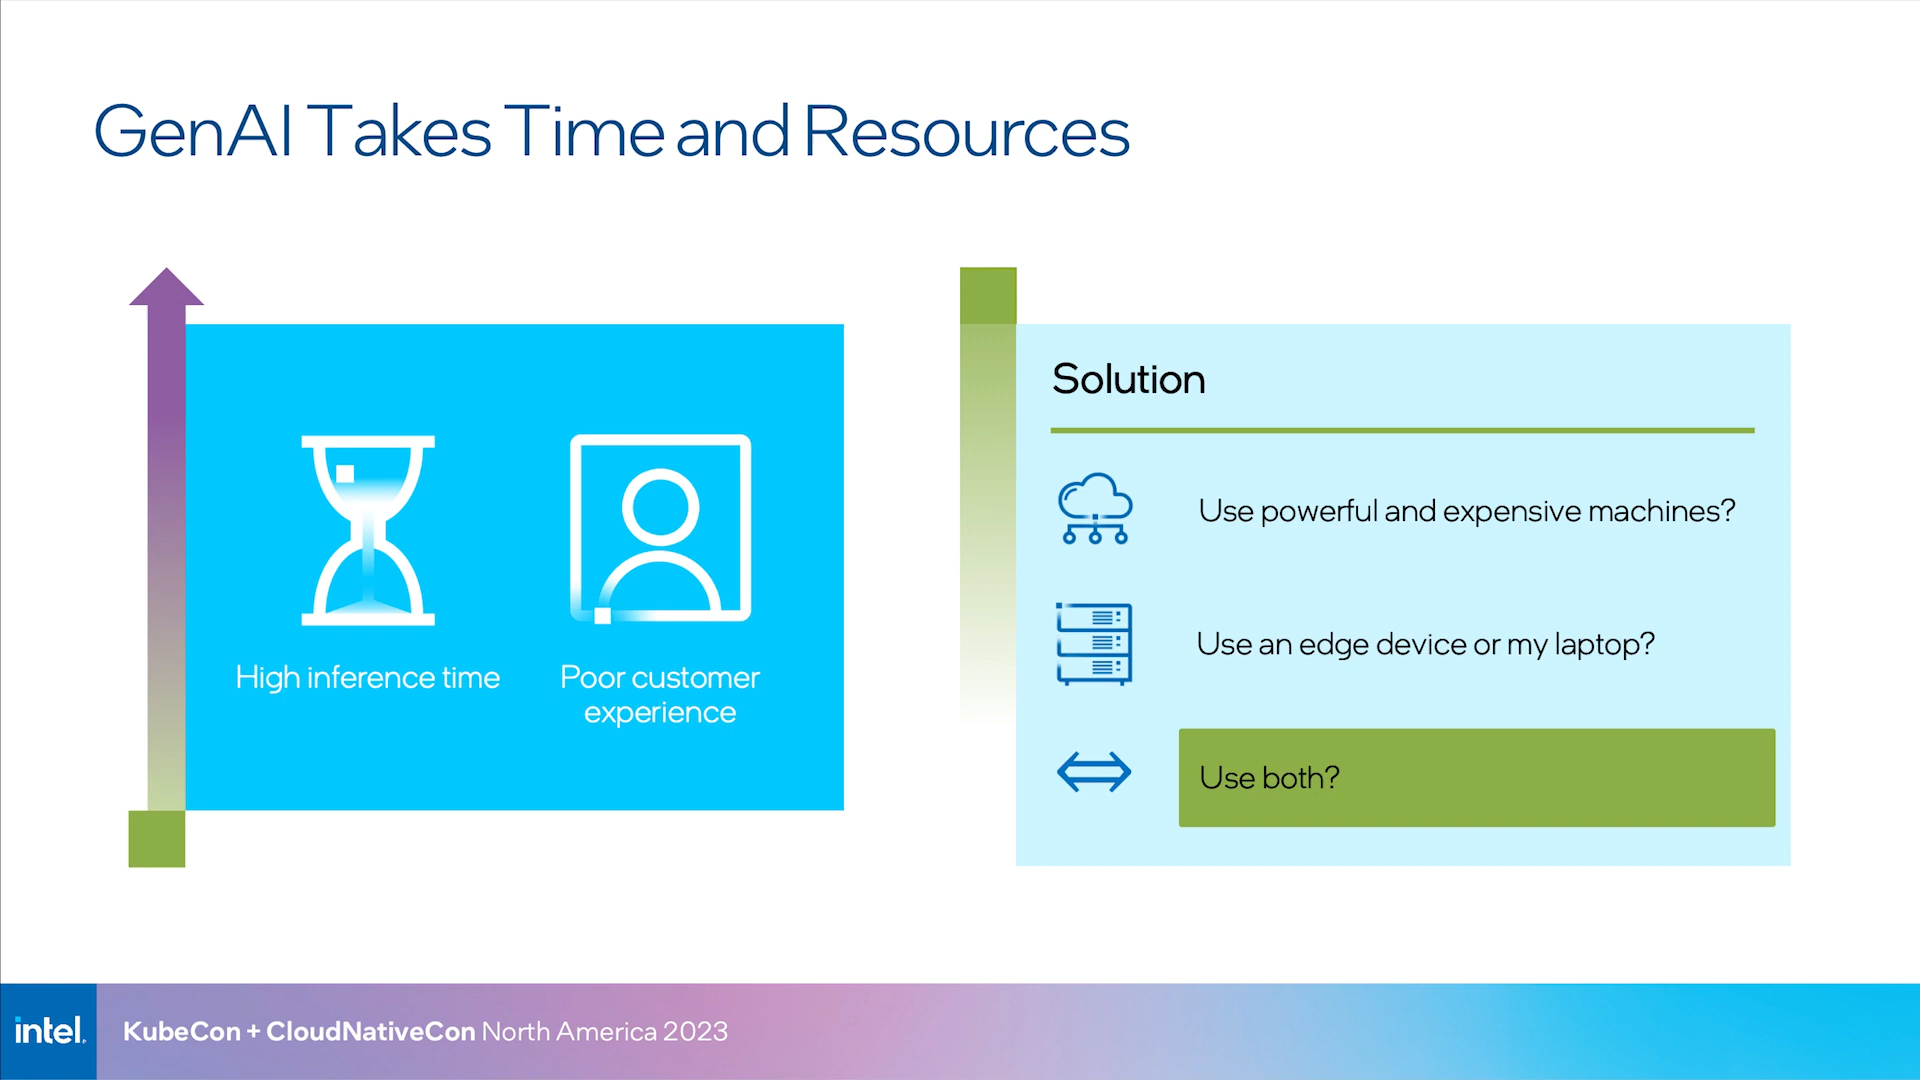 GenAI Takes Time and Resources
High inference time
Poor customer
experience
Solution
Use powerful and expensive machines?
Use an edge device or my laptop?
Use both?
intel.
KubeCon + CloudNativeCon North America 2023